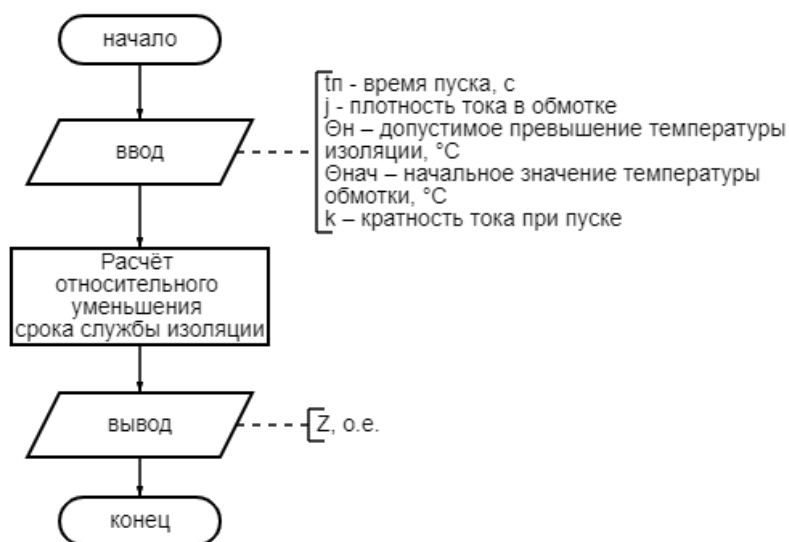 начало
ввод
tп - время пуска, с
j - плотность тока в обмотке
Θн – допустимое превышение температуры
изоляции, °С
Θнач – начальное значение температуры
обмотки, °С
k – кратность тока при пуске
Расчёт
относительного
уменьшения
срока службы изоляции
вывод
Z, о.е.
конец